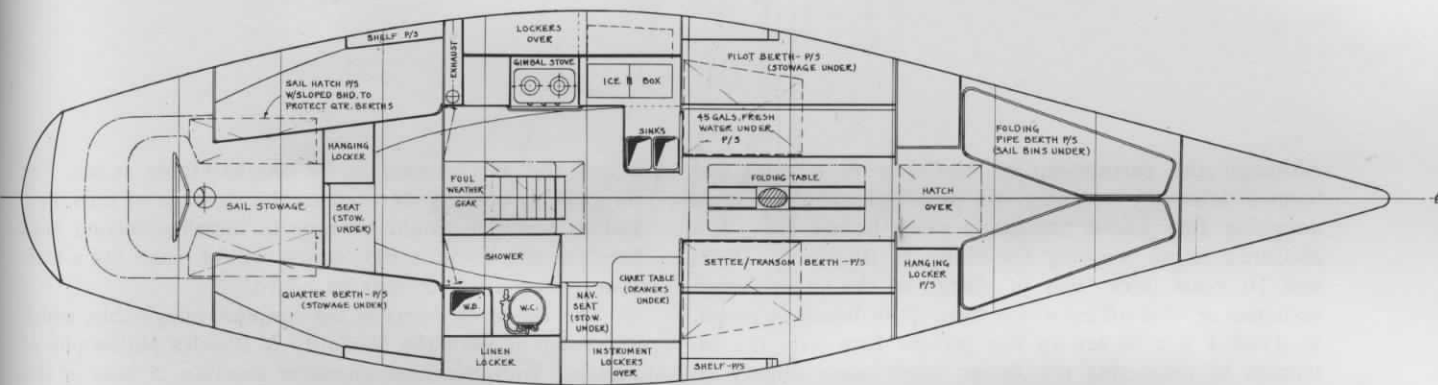 SHELF P/S
EXHAUST
LOCKERS
OVER
GIMBAL STOVE
ICE BOX
PILOT BERTH - P/S
(STOWAGE UNDER)
SAIL HATCH P/S
W/SLOPED BHD. TO
PROTECT QTR. BERTHS
HANGING
LOCKER
SINKS
45 GALS. FRESH
WATER UNDER
P/S
FOLDING
PIPE BERTH P/S
(SAIL BINS UNDER)
FOUL
WEATHER
GEAR
FOLDING TABLE
HATCH
OVER
SAIL STOWAGE
SEAT
(STOW.
UNDER)
SHOWER
SETTEE/TRANSOM BERTH - P/S
HANGING
LOCKER
P/S
CHART TABLE
(DRAWERS
UNDER)
QUARTER BERTH - P/S
(STOWAGE UNDER)
W.B.
W.C.
NAV.
SEAT
(STOW.
UNDER)
LINEN
LOCKER
INSTRUMENT
LOCKERS
OVER
SHELF - P/S